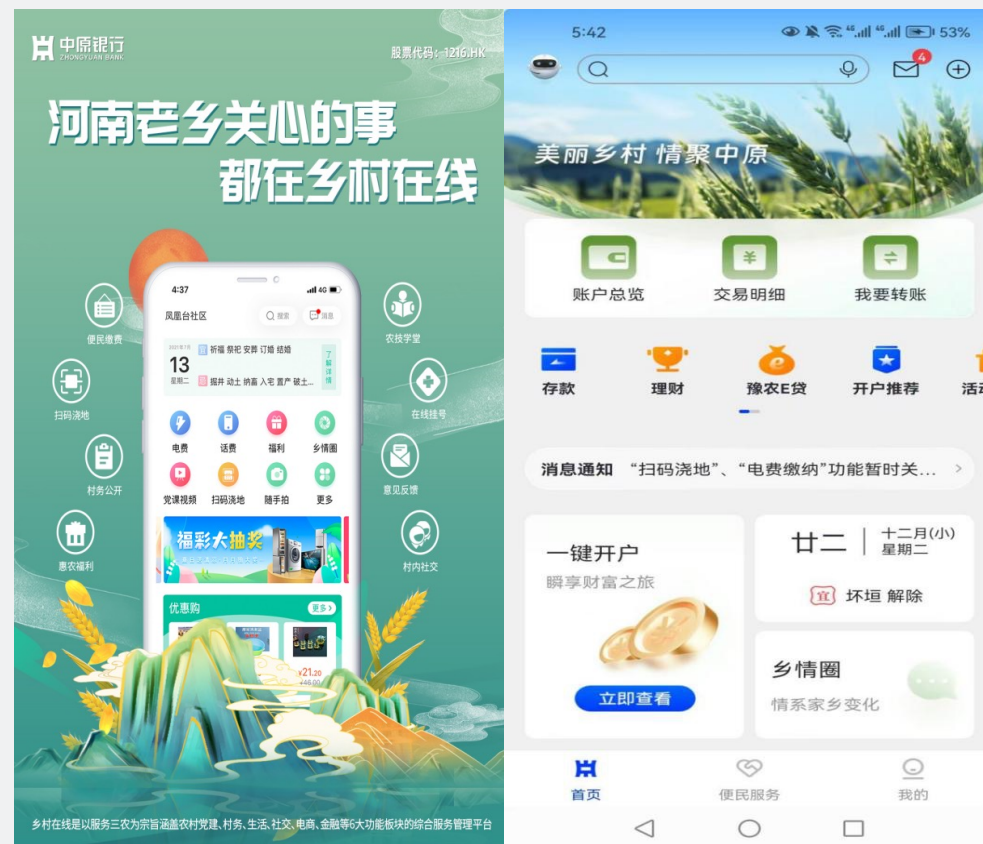 中原银行
ZHONGYUAN BANK
股票代码：1216.HK
河南老乡关心的事
都在乡村在线
便民缴费
扫码浇地
村务公开
惠农福利
农技学堂
在线挂号
意见反馈
村内社交
4:37
4G
凤凰台社区
搜索
消息
13
星期二
祈福 祭祀 安葬 订婚 结婚
掘井 动土 纳畜 入宅 置产 破土...
了解详情
电费
话费
福利
乡情圈
党课视频
扫码浇地
随手拍
更多
福彩大抽奖
优惠购
更多>
¥21.20
¥46.00
乡村在线是以服务三农为宗旨涵盖农村党建、村务、生活、社交、电商、金融等6大功能板块的综合服务管理平台
5:42
53%
4
美丽乡村 情聚中原
账户总览
交易明细
我要转账
存款
理财
豫农E贷
开户推荐
活动
消息通知 “扫码浇地”、“电费缴纳”功能暂时关... >
一键开户
瞬享财富之旅
立即查看
廿二
十二月(小)
星期二
宜 坏垣 解除
乡情圈
情系家乡变化
首页
便民服务
我的